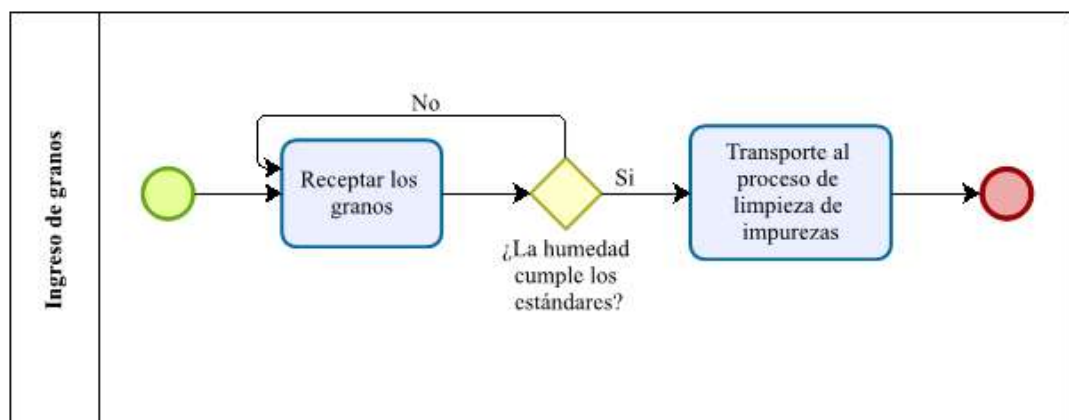 Ingreso de granos
No
Receptar los
granos
¿La humedad
cumple los
estándares?
Si
Transporte al
proceso de
limpieza de
impurezas